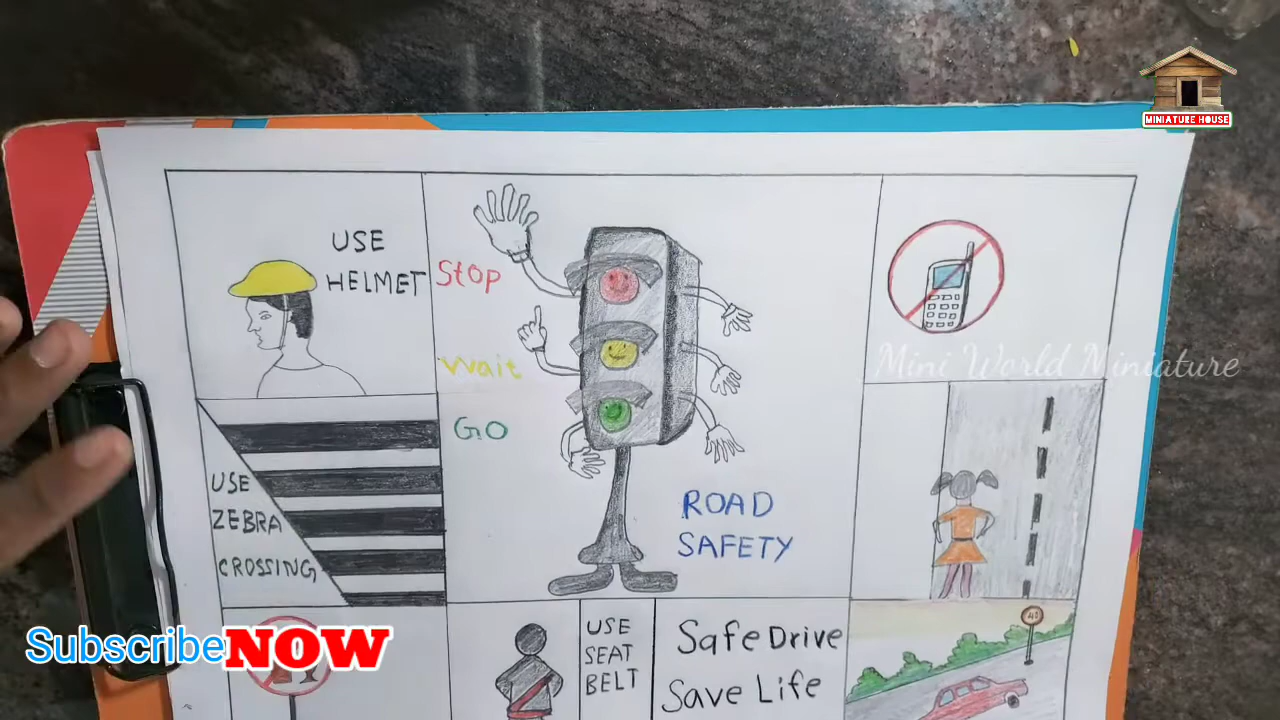 MINIATURE HOUSE
USE
HELMET
Stop
Wait
GO
Mini World Miniature
USE
ZEBRA
CROSSING
ROAD
SAFETY
Subscribe NOW
USE
SEAT
BELT
Safe Drive
Save Life